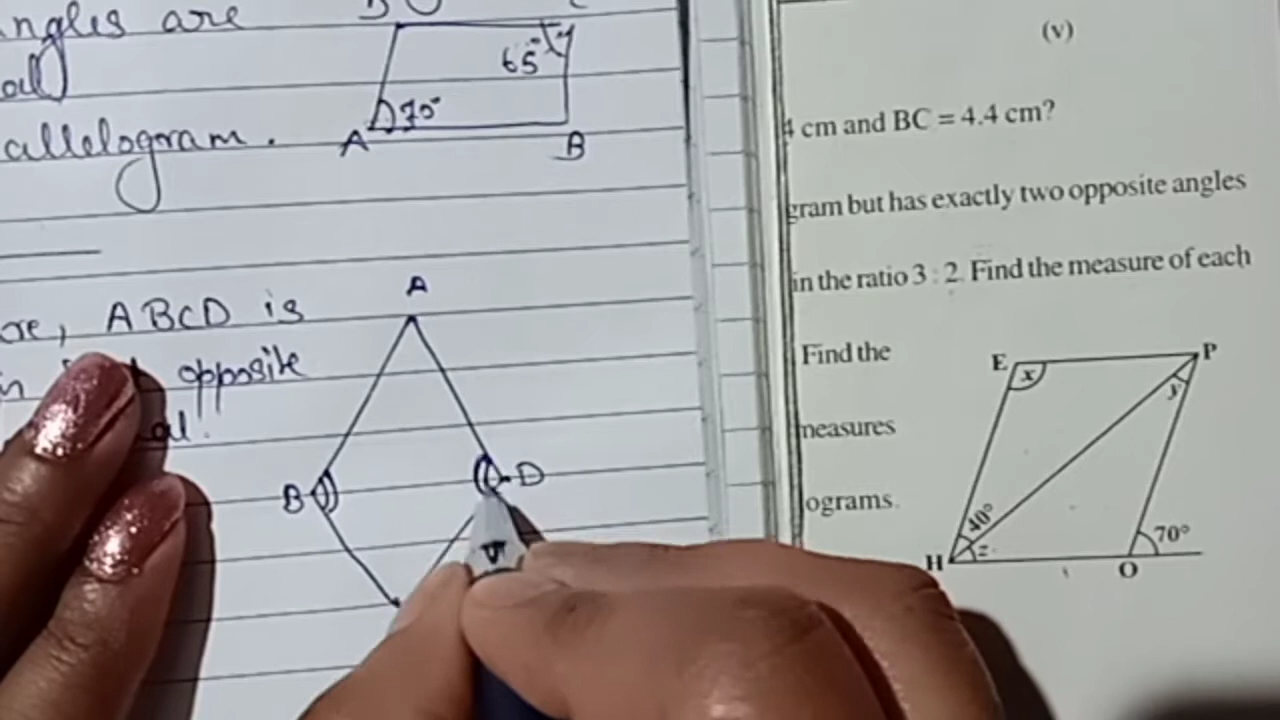 ngles are
al
allelogram.
65°
70°
A
B
ABCD is
opposite
al.
A
B
D
(v)
4 cm and BC = 4.4 cm?
gram but has exactly two opposite angles
in the ratio 3 : 2. Find the measure of each
Find the
measures
ograms.
E
P
x
y
40°
z
70°
H
O